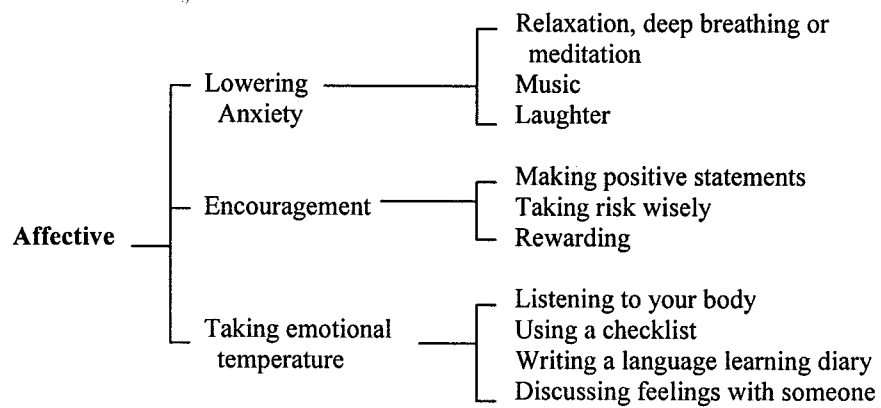 Affective
Lowering
Anxiety
Relaxation, deep breathing or
meditation
Music
Laughter
Encouragement
Making positive statements
Taking risk wisely
Rewarding
Taking emotional
temperature
Listening to your body
Using a checklist
Writing a language learning diary
Discussing feelings with someone